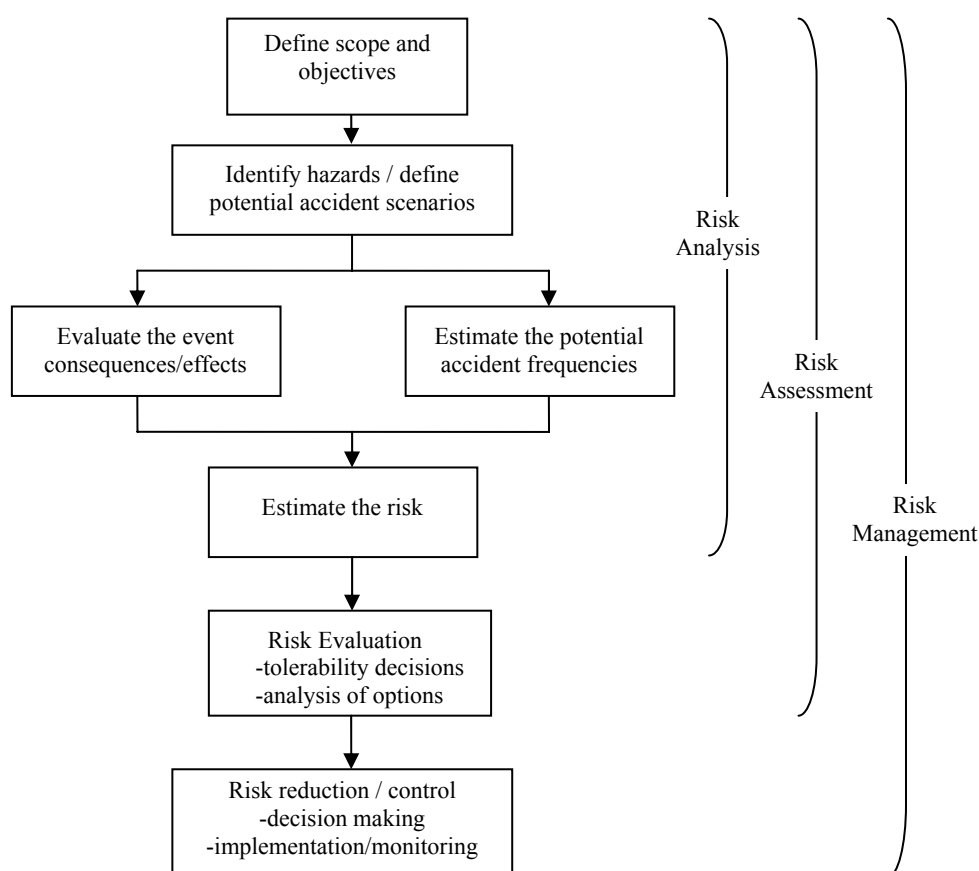 Define scope and
objectives
Identify hazards / define
potential accident scenarios
Evaluate the event
consequences/effects
Estimate the potential
accident frequencies
Estimate the risk
Risk Evaluation
-tolerability decisions
-analysis of options
Risk reduction / control
-decision making
-implementation/monitoring
Risk
Analysis
Risk
Assessment
Risk
Management